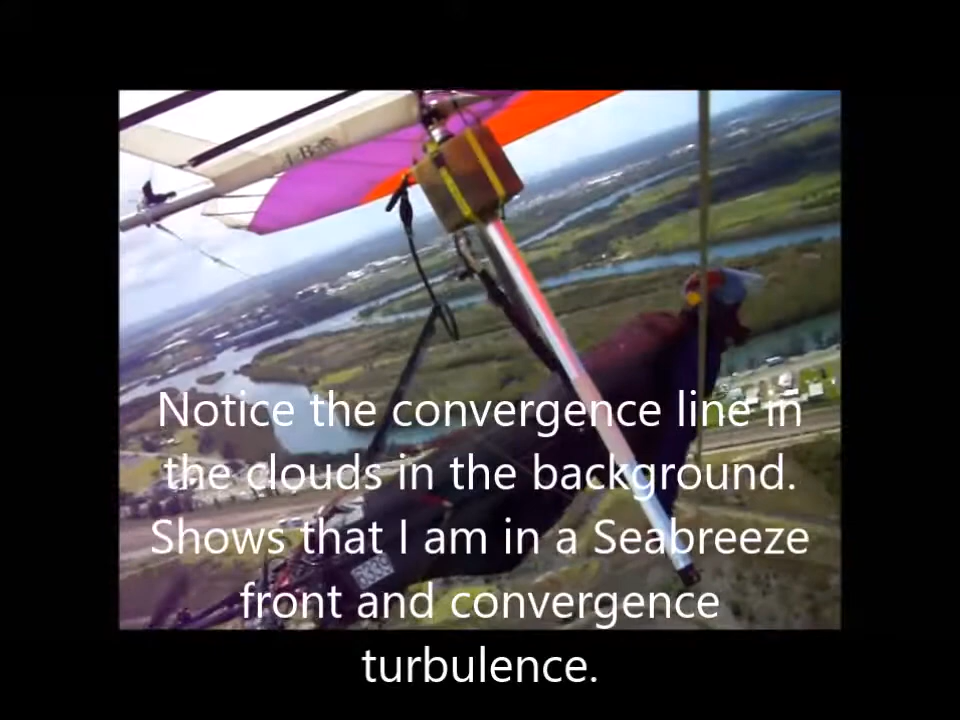 Notice the convergence line in
the clouds in the background.
Shows that I am in a Seabreeze
front and convergence
turbulence.